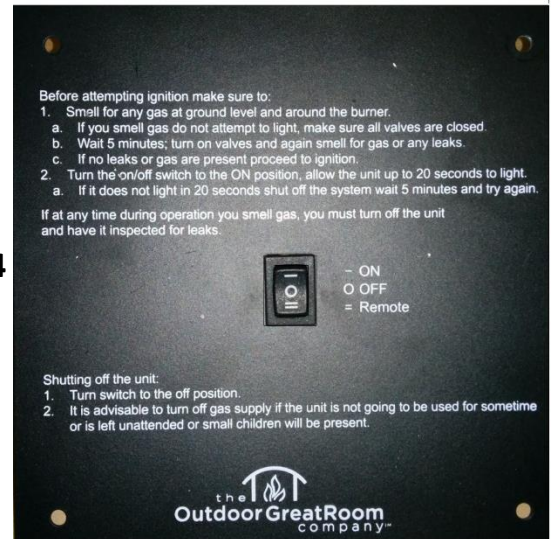 Before attempting ignition make sure to:
1. Smell for any gas at ground level and around the burner.
a. If you smell gas do not attempt to light, make sure all valves are closed.
b. Wait 5 minutes; turn on valves and again smell for gas or any leaks.
c. If no leaks or gas are present proceed to ignition.
2. Turn the on/off switch to the ON position, allow the unit up to 20 seconds to light.
a. If it does not light in 20 seconds shut off the system wait 5 minutes and try again.
If at any time during operation you smell gas, you must turn off the unit
and have it inspected for leaks.
4
– ON
O OFF
= Remote
Shutting off the unit:
1. Turn switch to the off position.
2. It is advisable to turn off gas supply if the unit is not going to be used for sometime
or is left unattended or small children will be present.
the
OutdoorGreatRoom
company™